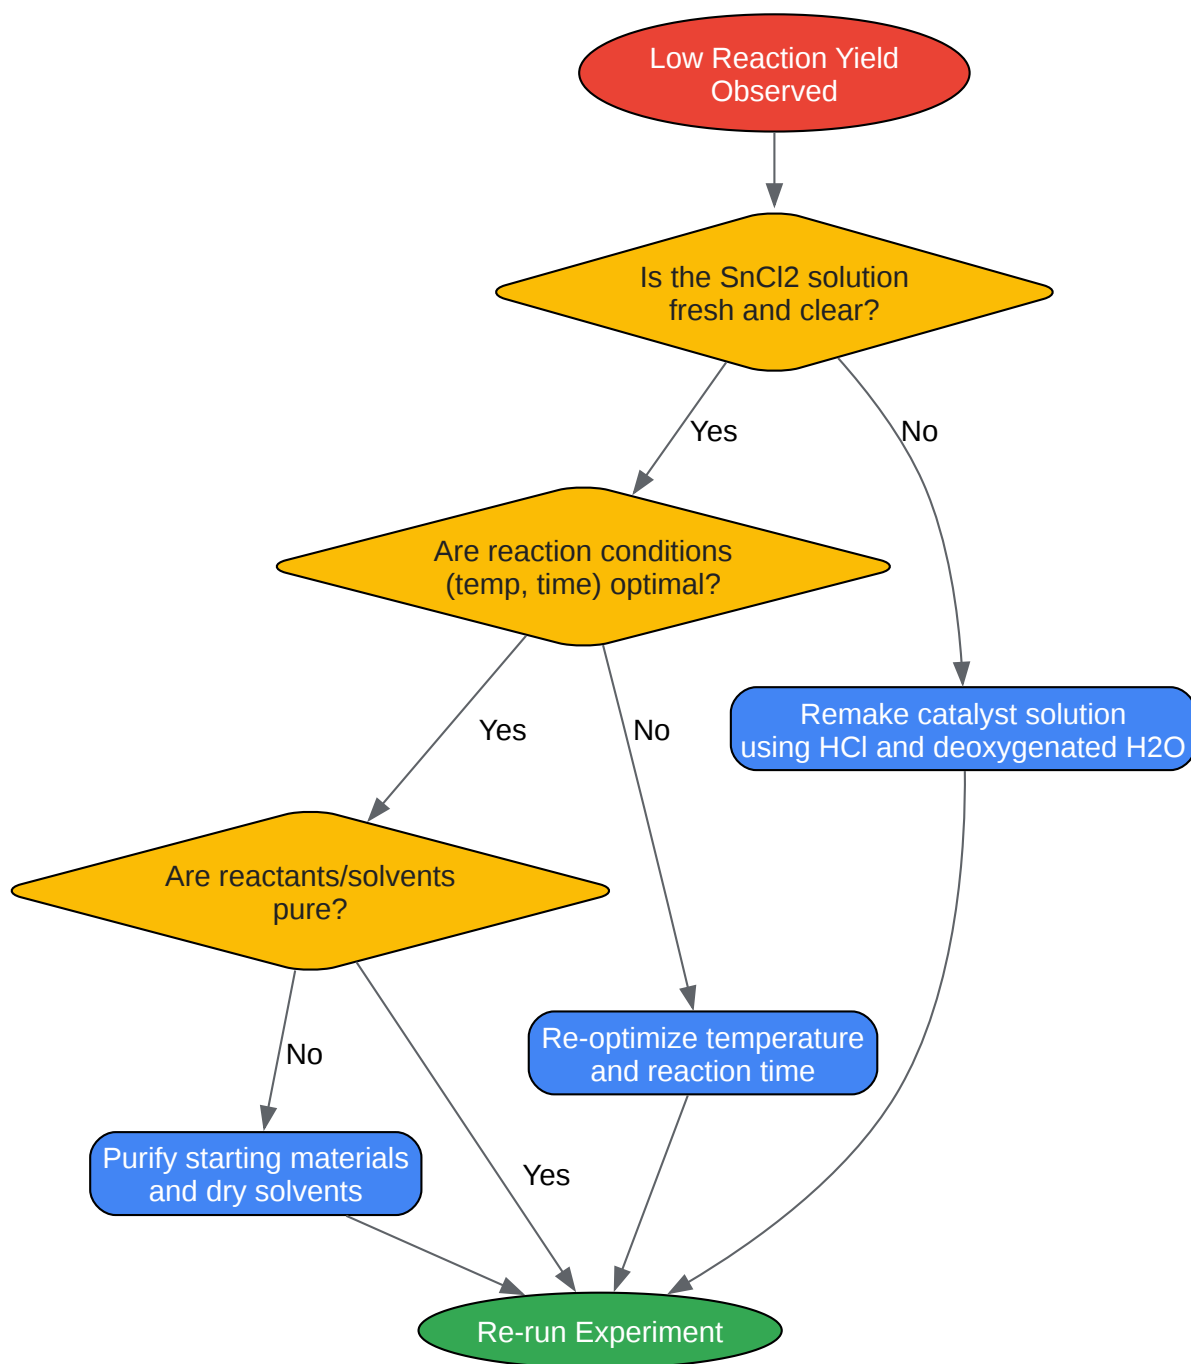 Low Reaction Yield
Observed
Is the SnCl2 solution
fresh and clear?
Yes
No
Are reaction conditions
(temp, time) optimal?
Yes
No
Remake catalyst solution
using HCl and deoxygenated H2O
Are reactants/solvents
pure?
No
Yes
Re-optimize temperature
and reaction time
Purify starting materials
and dry solvents
Re-run Experiment